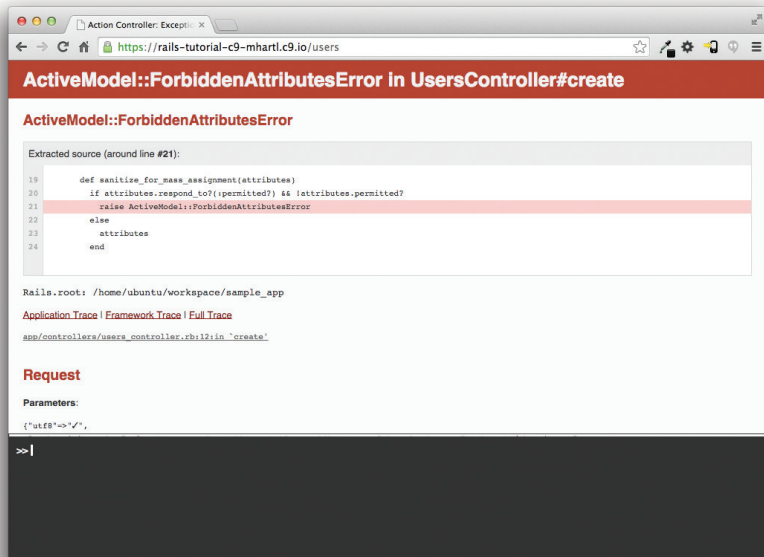 Action Controller: Exceptio
https://rails-tutorial-c9-mhartl.c9.io/users
ActiveModel::ForbiddenAttributesError in UsersController#create
ActiveModel::ForbiddenAttributesError
Extracted source (around line #21):
19 def sanitize_for_mass_assignment(attributes)
20 if attributes.respond_to?(:permitted?) && !attributes.permitted?
21 raise ActiveModel::ForbiddenAttributesError
22 else
23 attributes
24 end
Rails.root: /home/ubuntu/workspace/sample_app
Application Trace | Framework Trace | Full Trace
app/controllers/users_controller.rb:12:in `create'
Request
Parameters:
{"utf8"=>"✓",
>>